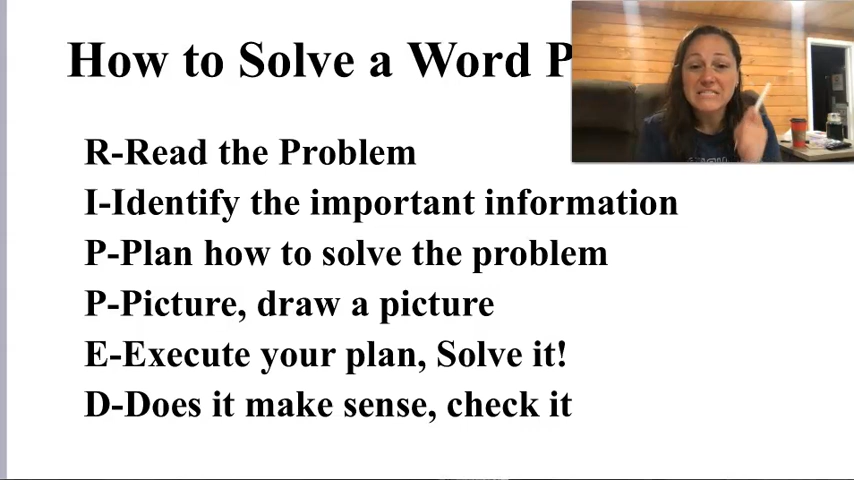 How to Solve a Word P
R-Read the Problem
I-Identify the important information
P-Plan how to solve the problem
P-Picture, draw a picture
E-Execute your plan, Solve it!
D-Does it make sense, check it